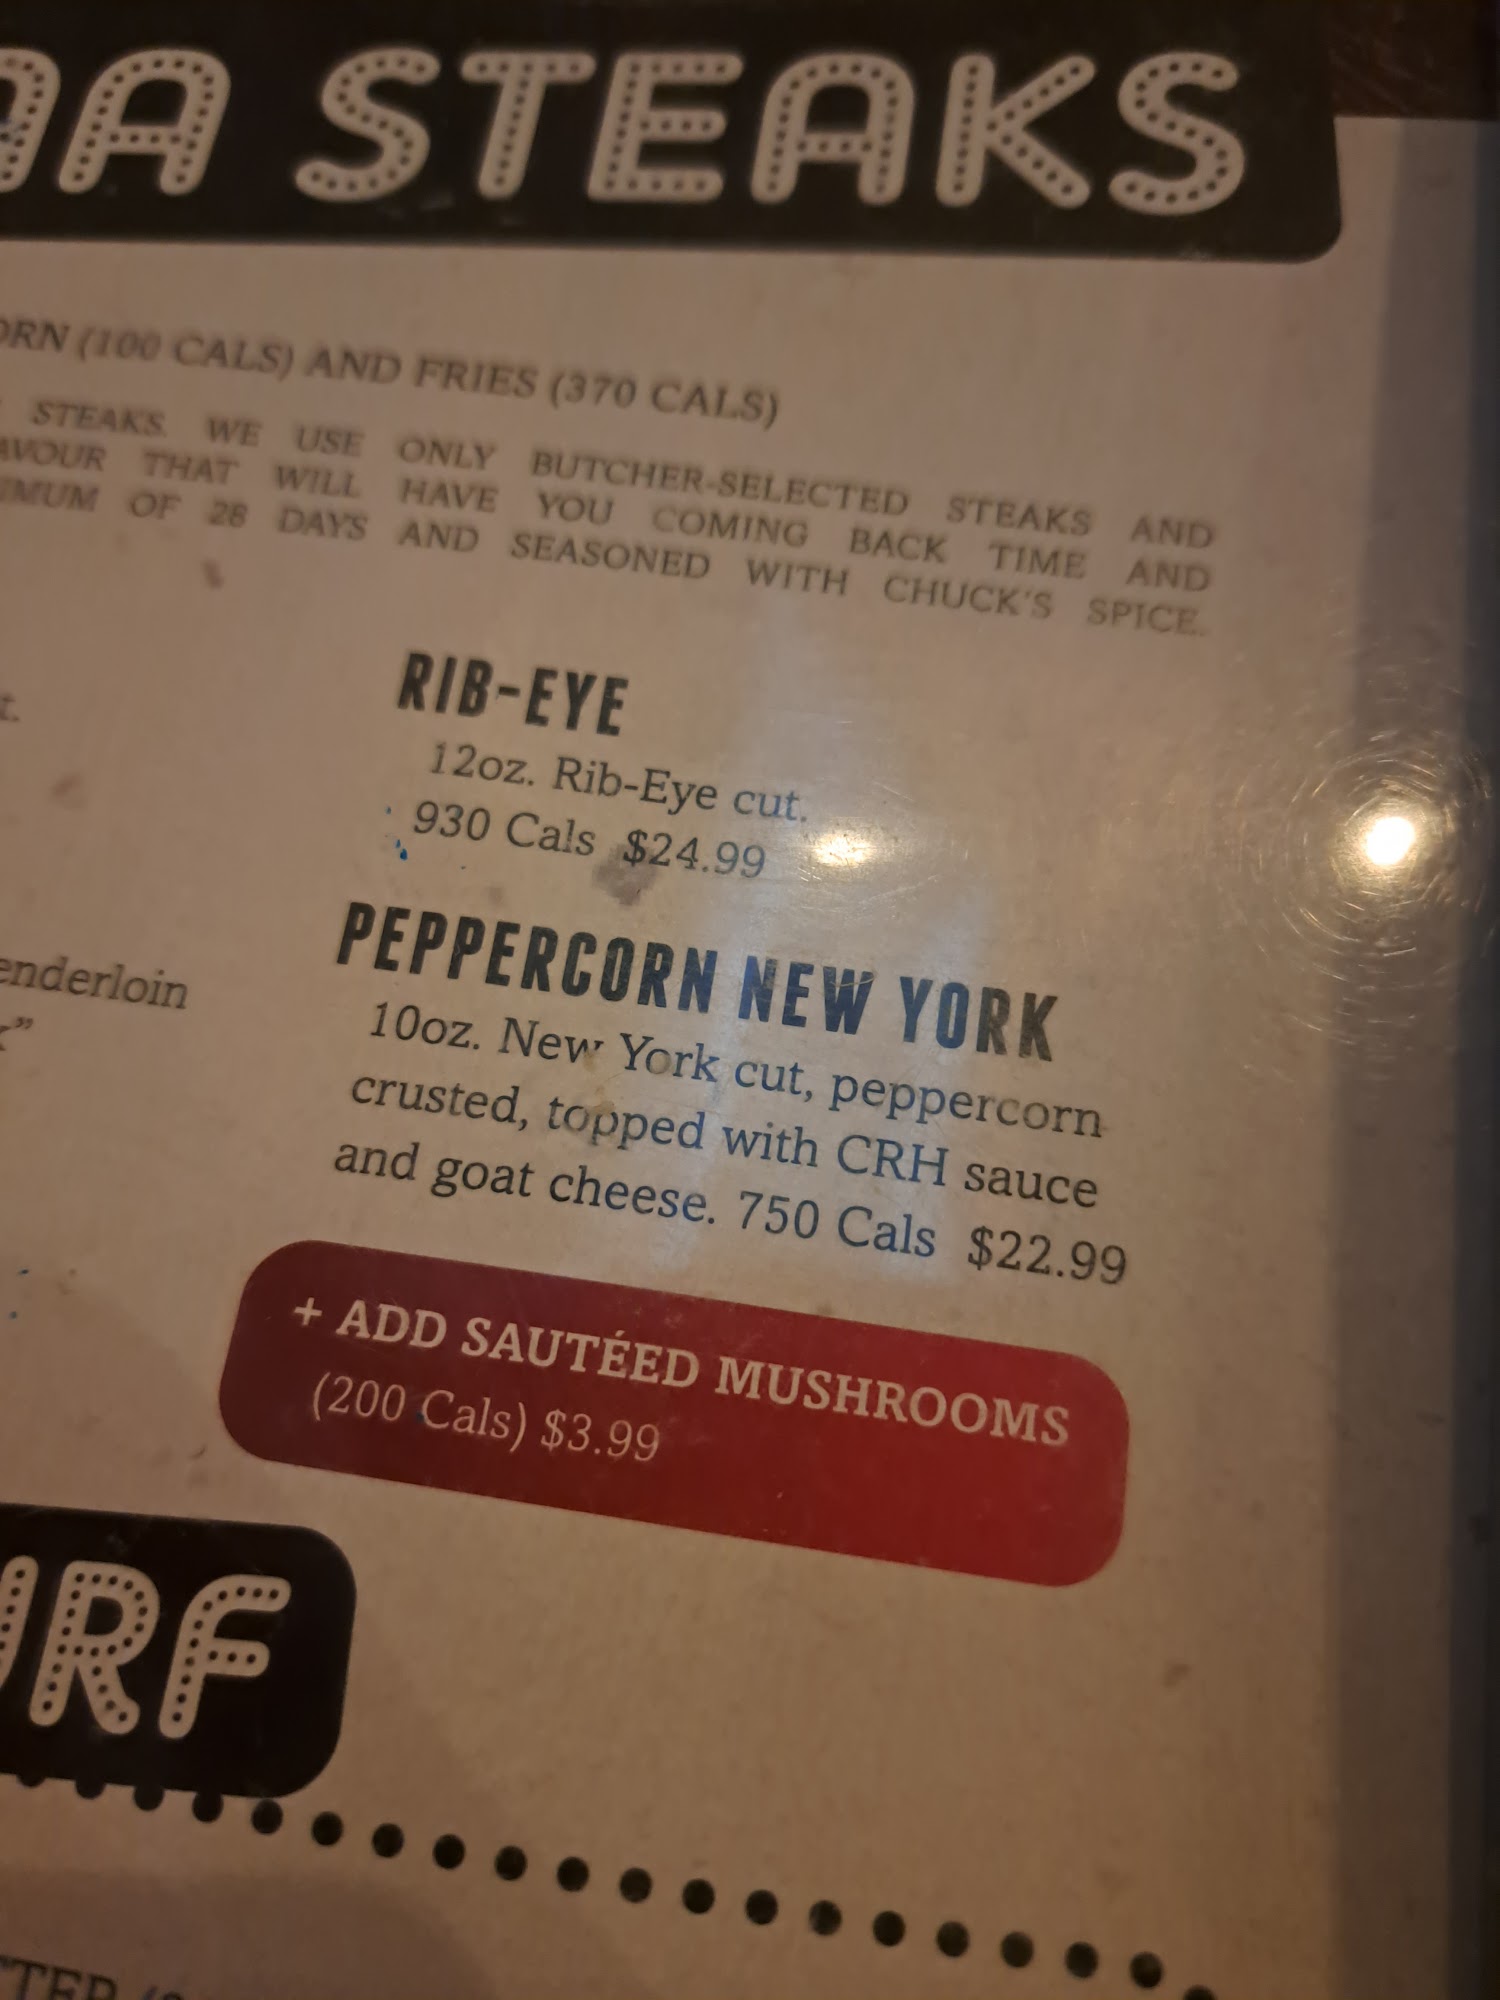 AA STEAKS
(100 CALS) AND FRIES (370 CALS)
STEAKS. WE USE ONLY BUTCHER-SELECTED STEAKS AND
THAT WILL HAVE YOU COMING BACK TIME AND
OF 28 DAYS AND SEASONED WITH CHUCK'S SPICE.
RIB-EYE
12oz. Rib-Eye cut.
930 Cals $24.99
PEPPERCORN NEW YORK
10oz. New York cut, peppercorn
crusted, topped with CRH sauce
and goat cheese. 750 Cals $22.99
enderloin
+ ADD SAUTÉED MUSHROOMS
(200 Cals) $3.99
URF